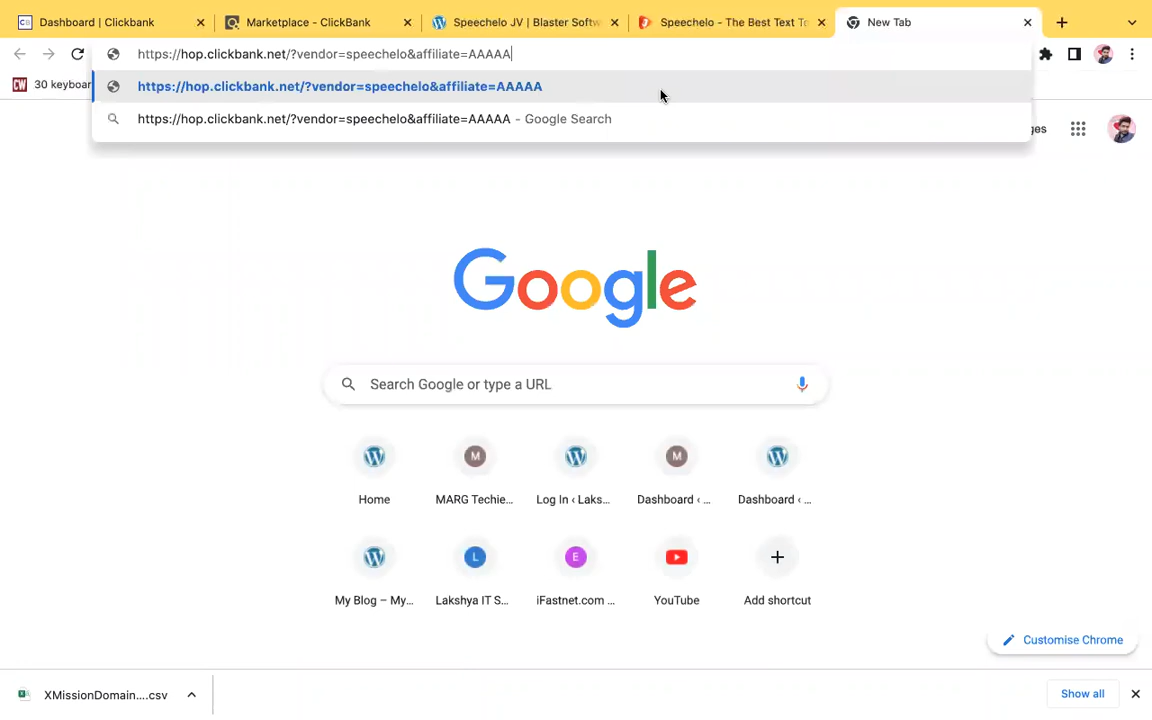 Dashboard | Clickbank
Marketplace - ClickBank
Speechelo JV | Blaster Softw
Speechelo - The Best Text To
New Tab
https://hop.clickbank.net/?vendor=speechelo&affiliate=AAAAA
30 keyboar
https://hop.clickbank.net/?vendor=speechelo&affiliate=AAAAA
https://hop.clickbank.net/?vendor=speechelo&affiliate=AAAAA - Google Search
ges
Google
Search Google or type a URL
Home
MARG Techie...
Log In ‹ Laks...
Dashboard ‹ ...
Dashboard ‹ ...
My Blog – My...
Lakshya IT S...
iFastnet.com ...
YouTube
Add shortcut
Customise Chrome
XMissionDomain....csv
Show all